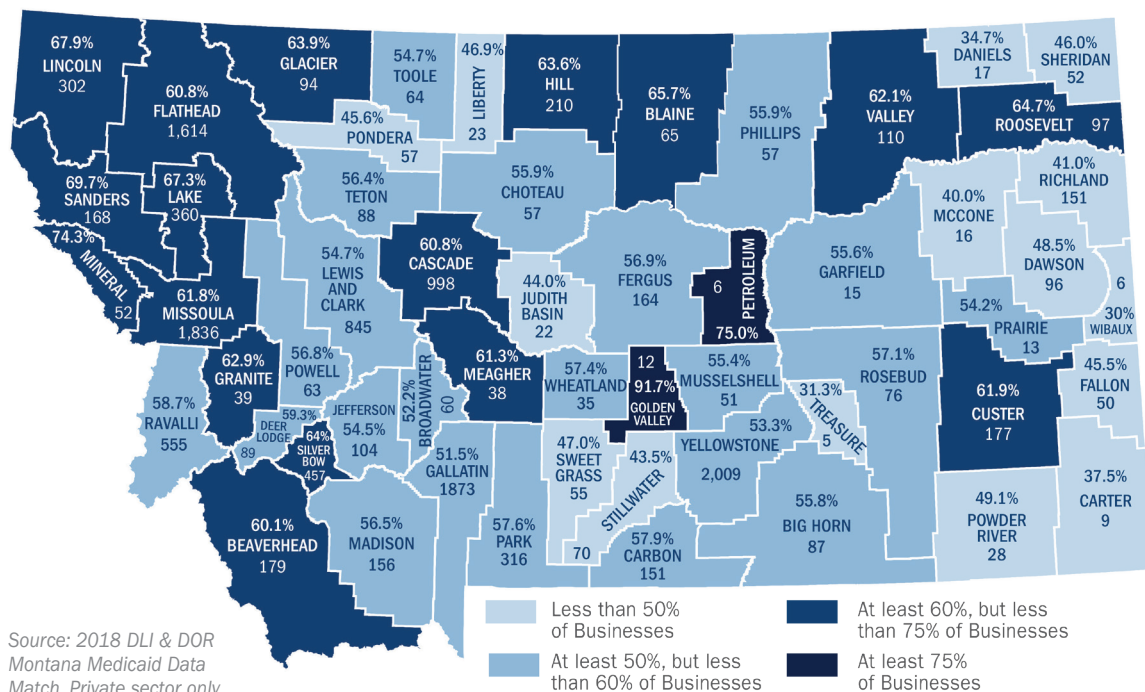 67.9%
LINCOLN
302
60.8%
FLATHEAD
1,614
63.9%
GLACIER
94
54.7%
TOOLE
64
46.9%
LIBERTY
23
63.6%
HILL
210
65.7%
BLAINE
65
55.9%
PHILLIPS
57
62.1%
VALLEY
110
34.7%
DANIELS
17
46.0%
SHERIDAN
52
64.7%
ROOSEVELT 97
45.6%
PONDERA
57
69.7%
SANDERS
168
67.3%
LAKE
360
56.4%
TETON
88
55.9%
CHOTEAU
57
41.0%
RICHLAND
151
40.0%
MCCONE
16
74.3%
MINERAL
52
61.8%
MISSOULA
1,836
54.7%
LEWIS
AND
CLARK
845
60.8%
CASCADE
998
44.0%
JUDITH
BASIN
22
56.9%
FERGUS
164
6
PETROLEUM
75.0%
55.6%
GARFIELD
15
48.5%
DAWSON
96
6
30%
WIBAUX
54.2%
PRAIRIE
13
62.9%
GRANITE
39
56.8%
POWELL
63
61.3%
MEAGHER
38
57.4%
WHEATLAND
35
12
91.7%
GOLDEN
VALLEY
55.4%
MUSSELSHELL
51
57.1%
ROSEBUD
76
31.3%
TREASURE
5
61.9%
CUSTER
177
45.5%
FALLON
50
58.7%
RAVALLI
555
59.3%
DEER
LODGE
89
64%
SILVER
BOW
457
JEFFERSON
54.5%
104
52.2%
BROADWATER
60
51.5%
GALLATIN
1873
47.0%
SWEET
GRASS
55
43.5%
STILLWATER
70
53.3%
YELLOWSTONE
2,009
60.1%
BEAVERHEAD
179
56.5%
MADISON
156
57.6%
PARK
316
57.9%
CARBON
151
55.8%
BIG HORN
87
49.1%
POWDER
RIVER
28
37.5%
CARTER
9
Less than 50%
of Businesses
At least 50%, but less
than 60% of Businesses
At least 60%, but less
than 75% of Businesses
At least 75%
of Businesses
Source: 2018 DLI & DOR
Montana Medicaid Data
Match. Private sector only